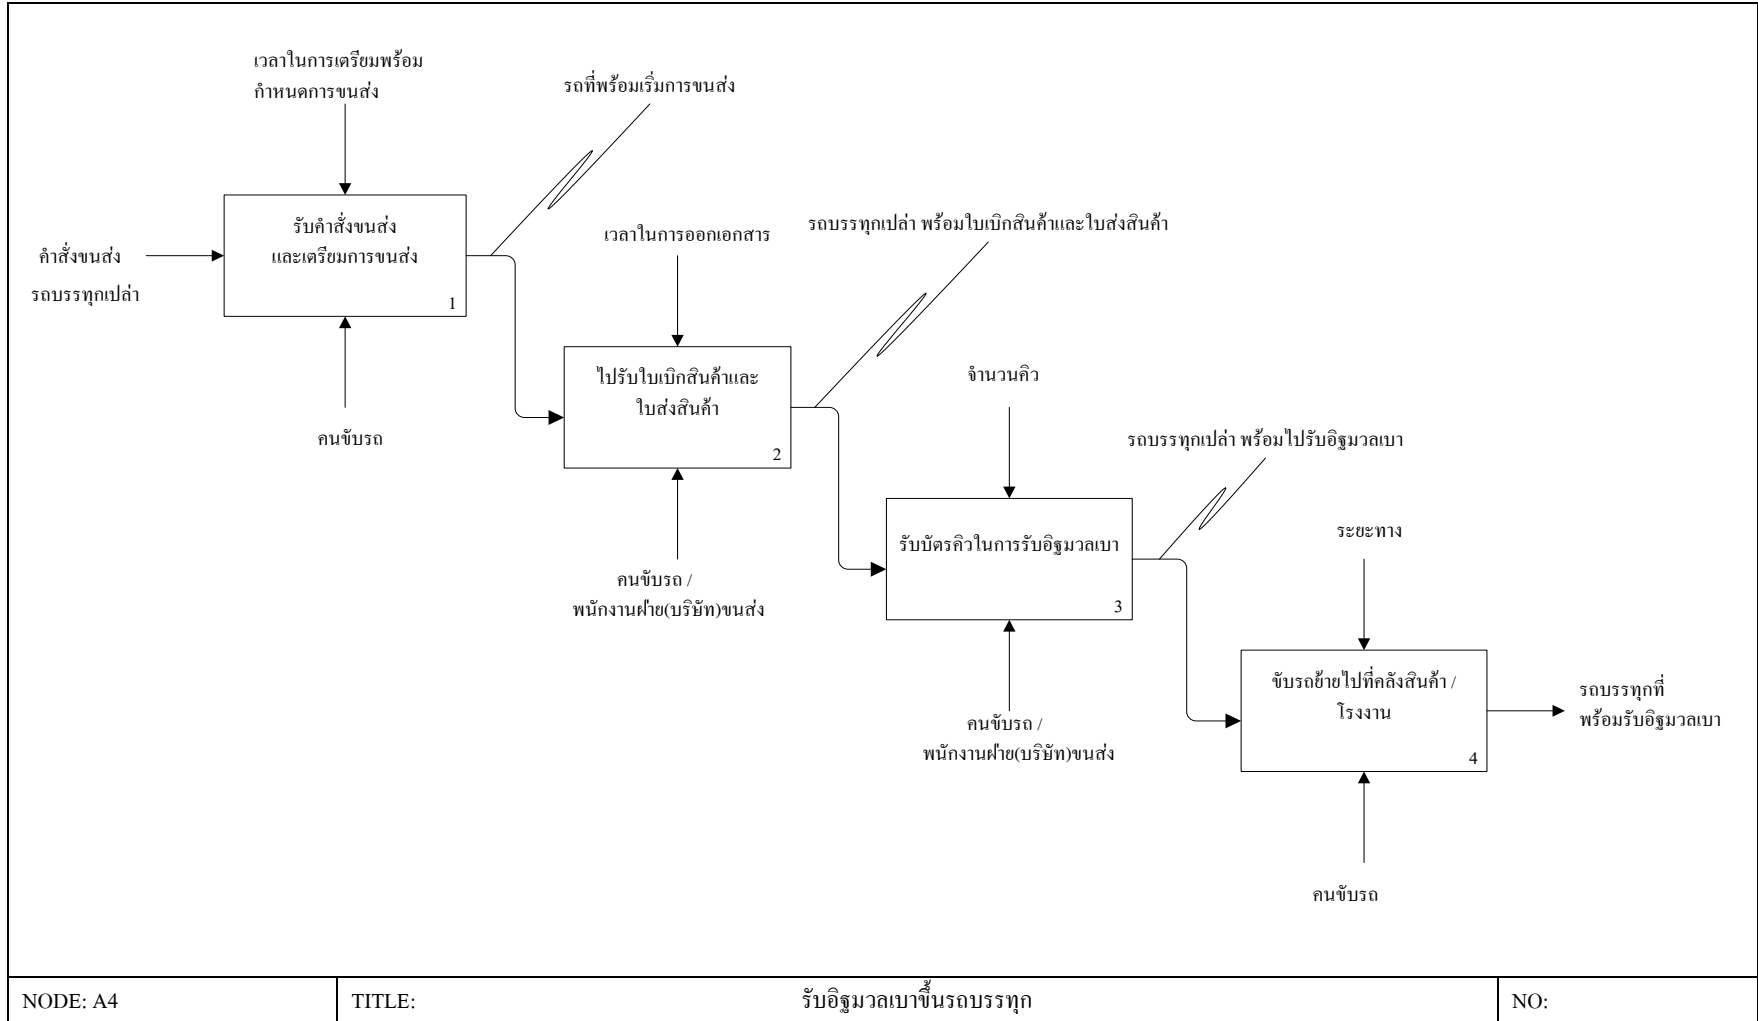 เวลาในการเตรียมพร้อม
กำหนดการขนส่ง
รถที่พร้อมเริ่มการขนส่ง
คำสั่งขนส่ง
รถบรรทุกเปล่า
รับคำสั่งขนส่ง
และเตรียมการขนส่ง
1
คนขับรถ
เวลาในการออกเอกสาร
รถบรรทุกเปล่า พร้อมใบเบิกสินค้าและใบส่งสินค้า
ไปรับใบเบิกสินค้าและ
ใบส่งสินค้า
2
คนขับรถ /
พนักงานฝ่าย(บริษัท)ขนส่ง
จำนวนคิว
รถบรรทุกเปล่า พร้อมไปรับอิฐมวลเบา
รับบัตรคิวในการรับอิฐมวลเบา
3
คนขับรถ /
พนักงานฝ่าย(บริษัท)ขนส่ง
ระยะทาง
ขับรถย้ายไปที่คลังสินค้า /
โรงงาน
4
คนขับรถ
รถบรรทุกที่
พร้อมรับอิฐมวลเบา
NODE: A4
TITLE:
รับอิฐมวลเบาขึ้นรถบรรทุก
NO: